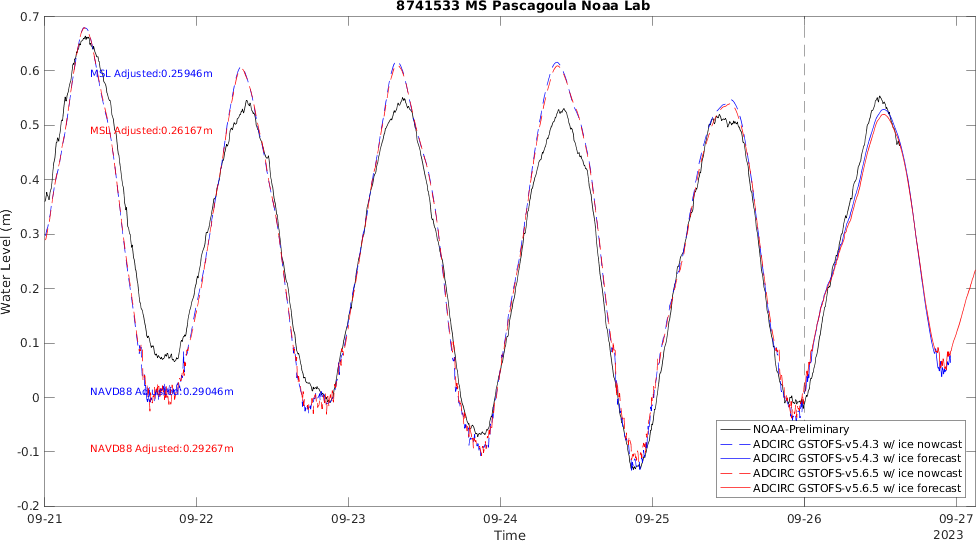 8741533 MS Pascagoula Noaa Lab
0.7
0.6
0.5
0.4
0.3
0.2
0.1
0
-0.1
-0.2
Water Level (m)
MSL Adjusted:0.25946m
MSL Adjusted:0.26167m
NAVD88 Adjusted:0.29046m
NAVD88 Adjusted:0.29267m
NOAA-Preliminary
ADCIRC GSTOFS-v5.4.3 w/ ice nowcast
ADCIRC GSTOFS-v5.4.3 w/ ice forecast
ADCIRC GSTOFS-v5.6.5 w/ ice nowcast
ADCIRC GSTOFS-v5.6.5 w/ ice forecast
09-21 09-22 09-23 09-24 09-25 09-26 09-27
2023
Time